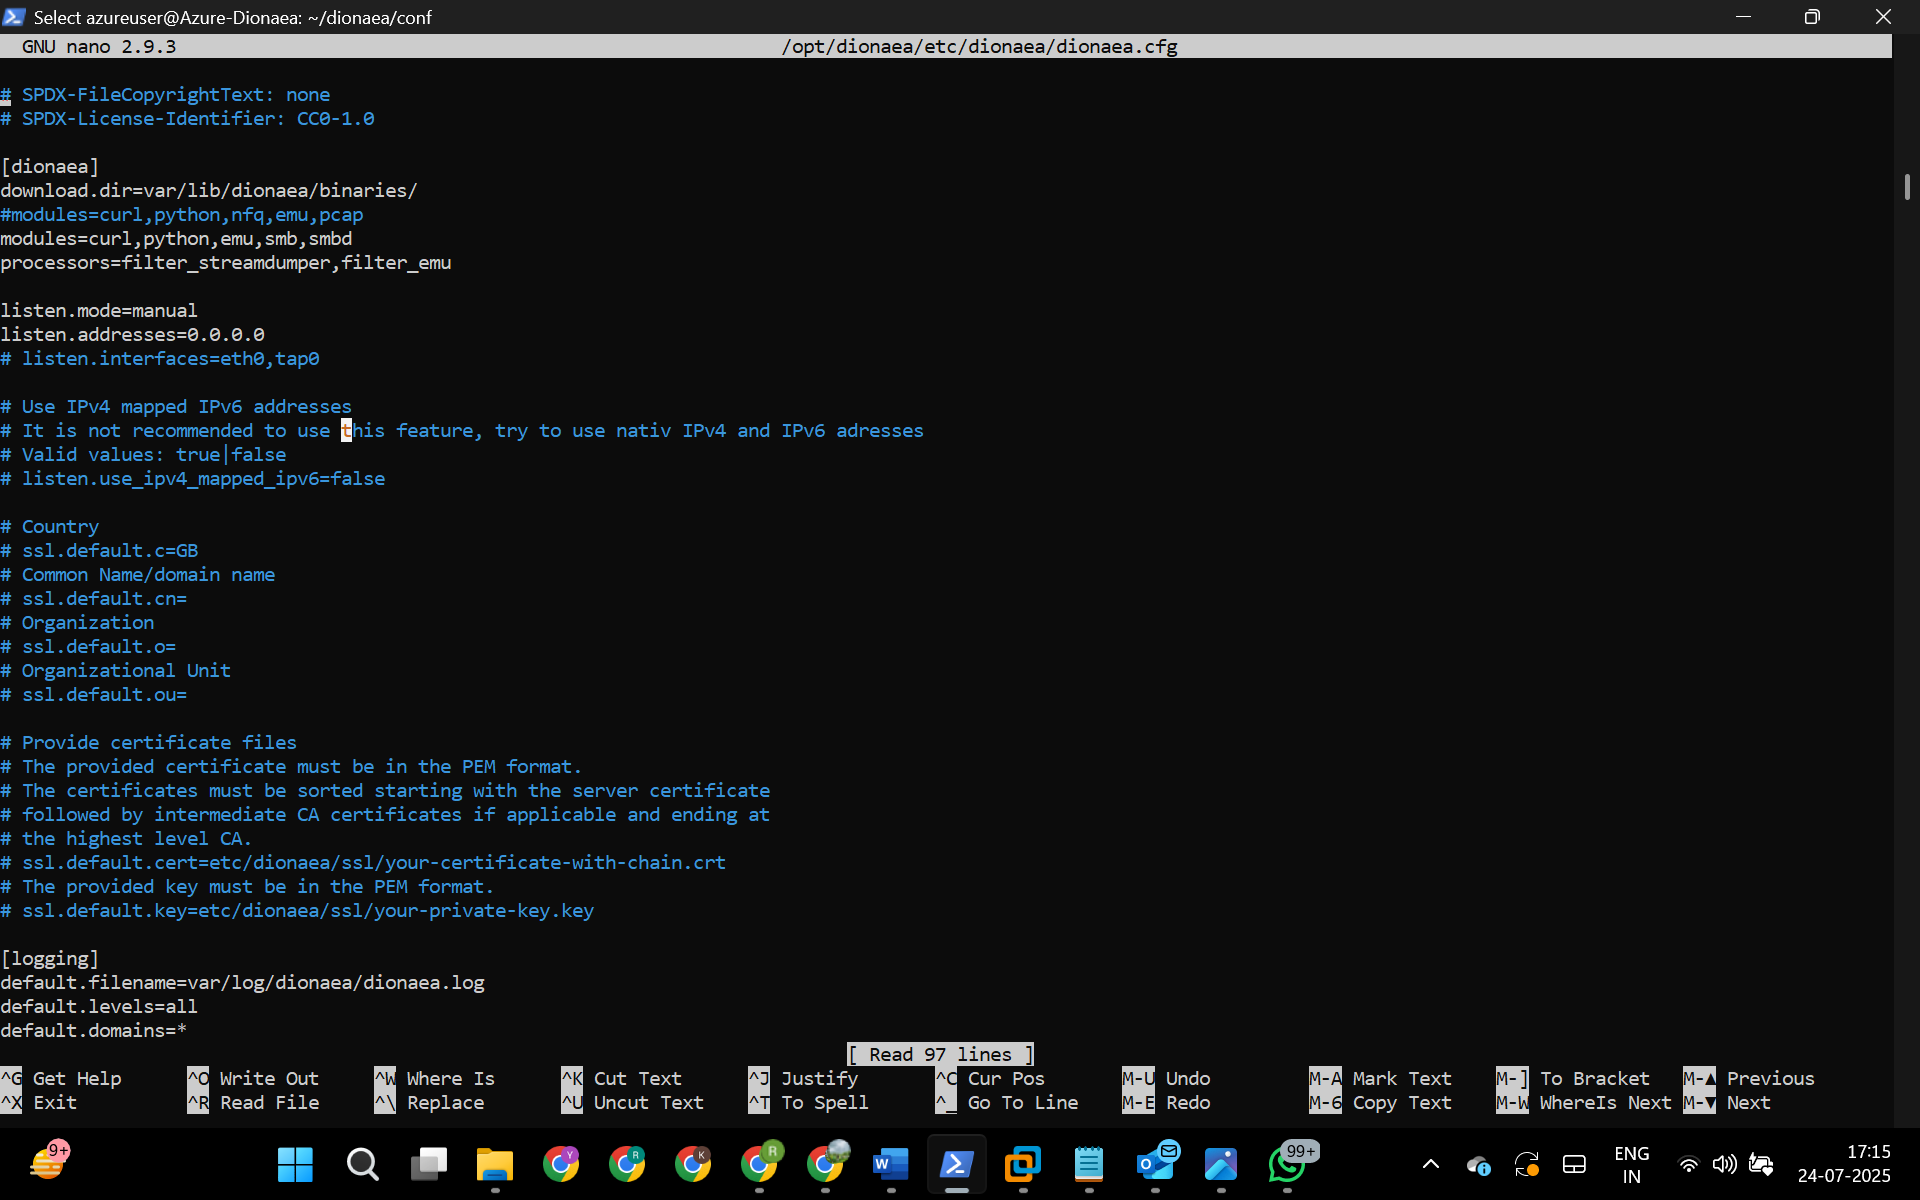 Select azureuser@Azure-Dionaea: ~/dionaea/conf
GNU nano 2.9.3 /opt/dionaea/etc/dionaea/dionaea.cfg
# SPDX-FileCopyrightText: none
# SPDX-License-Identifier: CC0-1.0
[dionaea]
download.dir=var/lib/dionaea/binaries/
#modules=curl,python,nfq,emu,pcap
modules=curl,python,emu,smb,smbd
processors=filter_streamdumper,filter_emu
listen.mode=manual
listen.addresses=0.0.0.0
# listen.interfaces=eth0,tap0
# Use IPv4 mapped IPv6 addresses
# It is not recommended to use this feature, try to use nativ IPv4 and IPv6 adresses
# Valid values: true|false
# listen.use_ipv4_mapped_ipv6=false
# Country
# ssl.default.c=GB
# Common Name/domain name
# ssl.default.cn=
# Organization
# ssl.default.o=
# Organizational Unit
# ssl.default.ou=
# Provide certificate files
# The provided certificate must be in the PEM format.
# The certificates must be sorted starting with the server certificate
# followed by intermediate CA certificates if applicable and ending at
# the highest level CA.
# ssl.default.cert=etc/dionaea/ssl/your-certificate-with-chain.crt
# The provided key must be in the PEM format.
# ssl.default.key=etc/dionaea/ssl/your-private-key.key
[logging]
default.filename=var/log/dionaea/dionaea.log
default.levels=all
default.domains=*
[ Read 97 lines ]
^G Get Help ^O Write Out ^W Where Is ^K Cut Text ^J Justify ^C Cur Pos M-U Undo M-A Mark Text M-] To Bracket M-▲ Previous
^X Exit ^R Read File ^\ Replace ^U Uncut Text ^T To Spell ^_ Go To Line M-E Redo M-6 Copy Text M-W WhereIs Next M-▼ Next
9+ Y R K R W O 99+ ENG 17:15
IN 24-07-2025